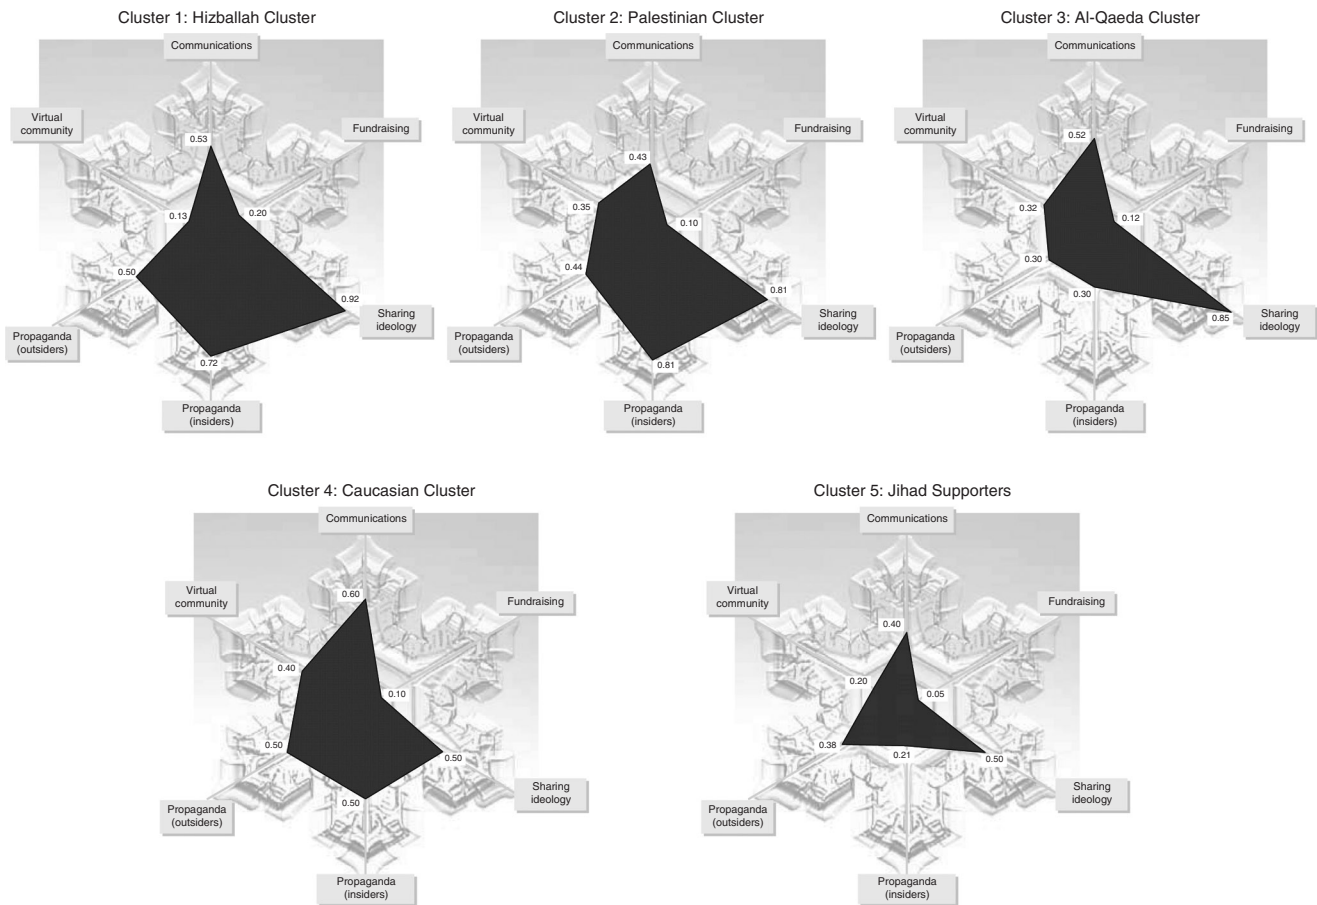 Cluster 1: Hizballah Cluster
Communications
Virtual
community
Fundraising
0.53
0.13
0.20
0.50
0.92
Propaganda
(outsiders)
Sharing
ideology
0.72
Propaganda
(insiders)
Cluster 2: Palestinian Cluster
Communications
Virtual
community
Fundraising
0.43
0.35
0.10
0.44
0.81
Propaganda
(outsiders)
Sharing
ideology
0.81
Propaganda
(insiders)
Cluster 3: Al-Qaeda Cluster
Communications
Virtual
community
Fundraising
0.52
0.32
0.12
0.30
0.30
0.85
Propaganda
(outsiders)
Sharing
ideology
Propaganda
(insiders)
Cluster 4: Caucasian Cluster
Communications
Virtual
community
Fundraising
0.60
0.40
0.10
0.50
0.50
Propaganda
(outsiders)
Sharing
ideology
0.50
Propaganda
(insiders)
Cluster 5: Jihad Supporters
Communications
Virtual
community
Fundraising
0.40
0.20
0.05
0.38
0.21
0.50
Propaganda
(outsiders)
Sharing
ideology
Propaganda
(insiders)